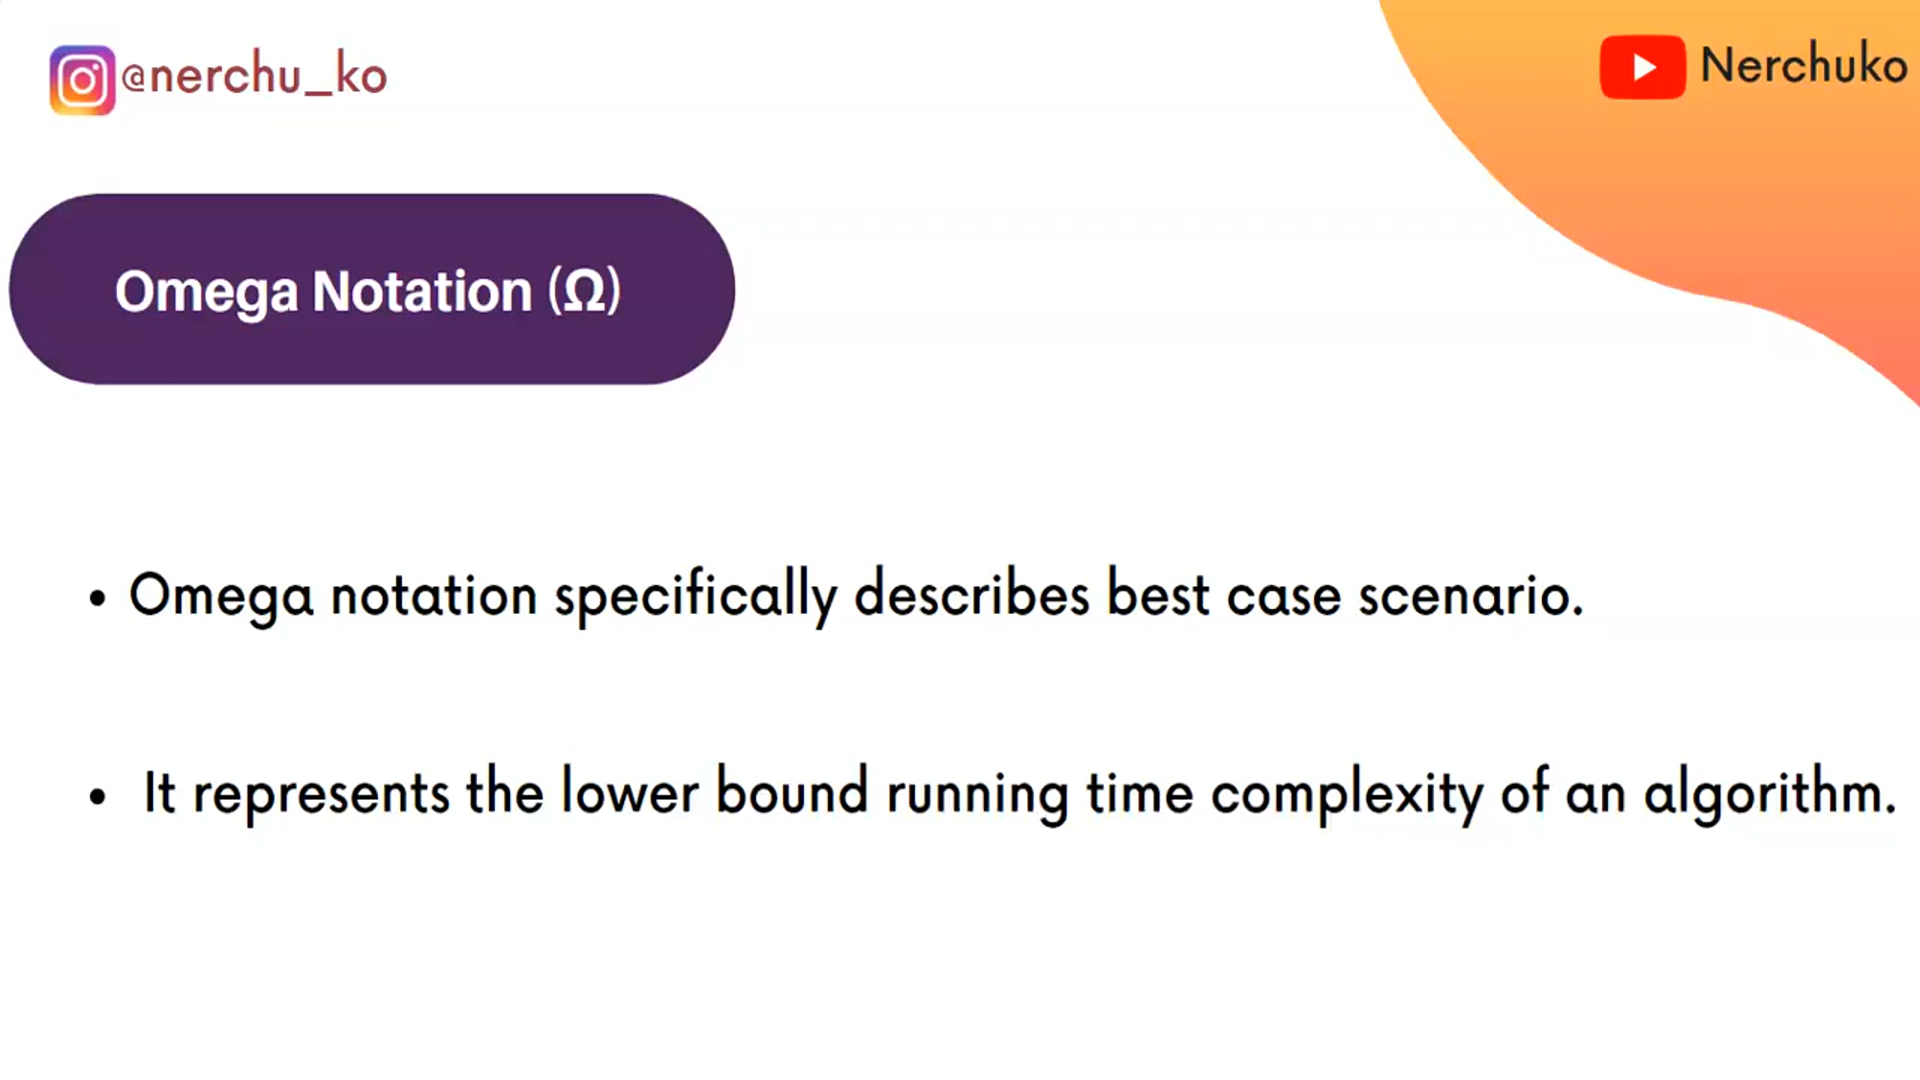 @nerchu_ko
Nerchuko
Omega Notation (Ω)
• Omega notation specifically describes best case scenario.
• It represents the lower bound running time complexity of an algorithm.